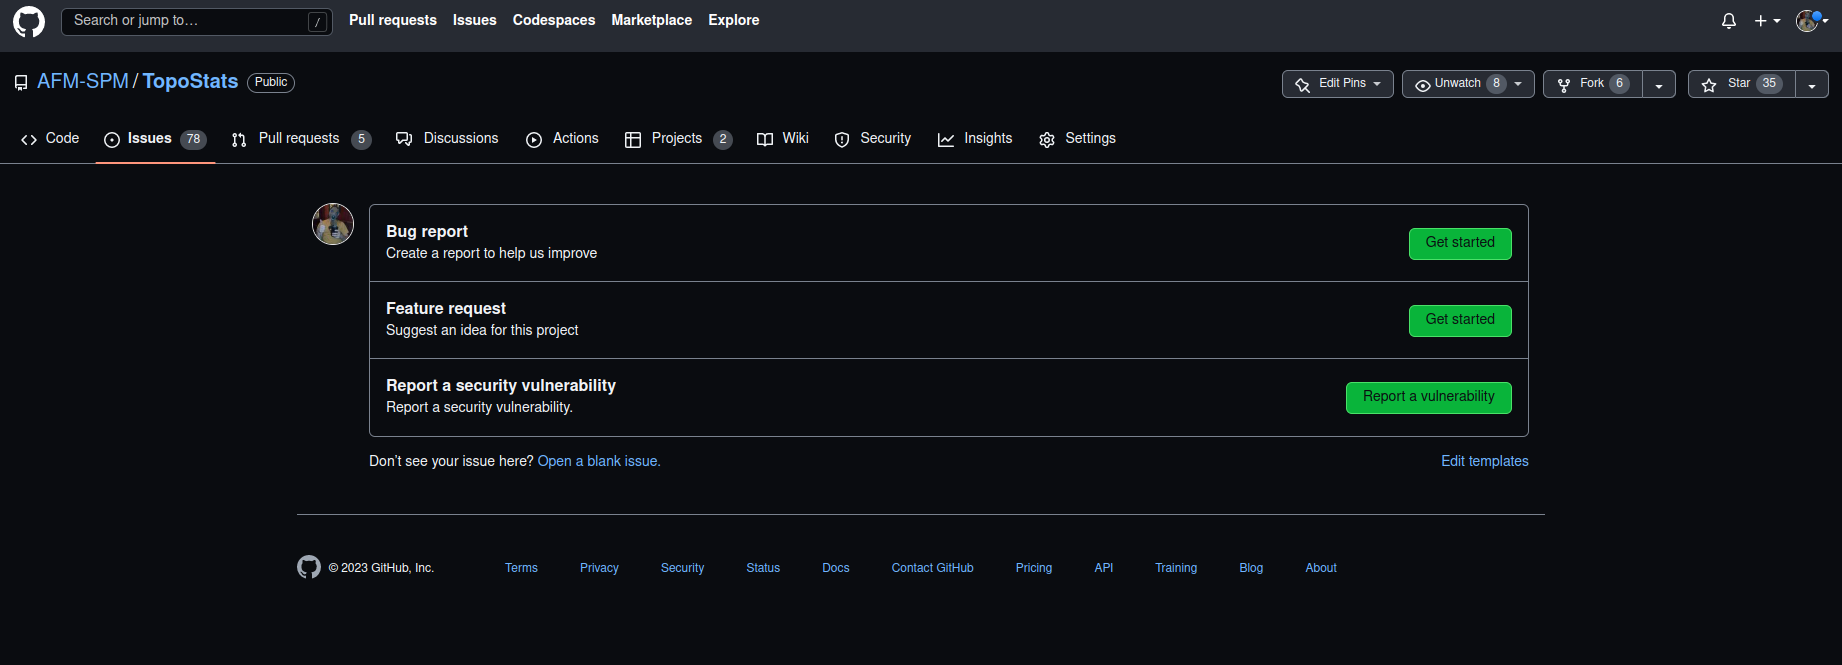 Search or jump to… / Pull requests Issues Codespaces Marketplace Explore
AFM-SPM / TopoStats Public Edit Pins Unwatch 8 Fork 6 Star 35
Code Issues 78 Pull requests 5 Discussions Actions Projects 2 Wiki Security Insights Settings
Bug report
Create a report to help us improve
Get started
Feature request
Suggest an idea for this project
Get started
Report a security vulnerability
Report a security vulnerability.
Report a vulnerability
Don't see your issue here? Open a blank issue. Edit templates
© 2023 GitHub, Inc. Terms Privacy Security Status Docs Contact GitHub Pricing API Training Blog About